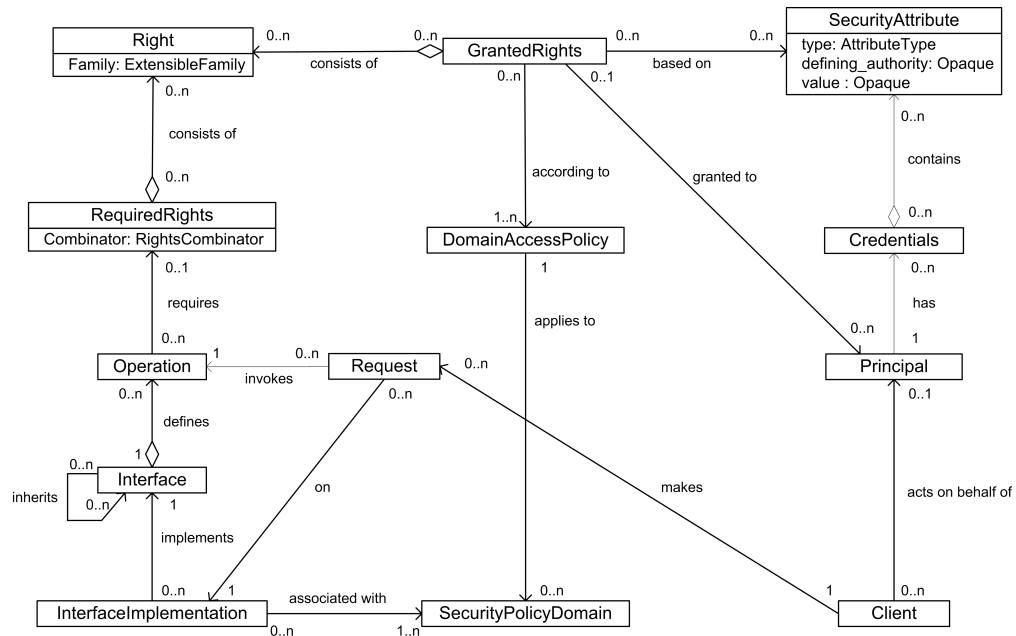 Right
Family: ExtensibleFamily
0..n
0..n
consists of
GrantedRights
0..n
0..n
based on
SecurityAttribute
type: AttributeType
defining_authority: Opaque
value : Opaque
0..n
0..n
0..1
0..n
consists of
according to
granted to
contains
0..n
1..n
0..n
RequiredRights
Combinator: RightsCombinator
DomainAccessPolicy
Credentials
0..1
1
0..n
requires
applies to
has
0..n
0..n
1
Operation
1
0..n
invokes
Request
0..n
Principal
0..n
0..n
0..1
defines
1
0..n
Interface
inherits
0..n
1
on
makes
acts on behalf of
implements
0..n
1
0..n
1
0..n
InterfaceImplementation
associated with
0..n
1..n
SecurityPolicyDomain
Client